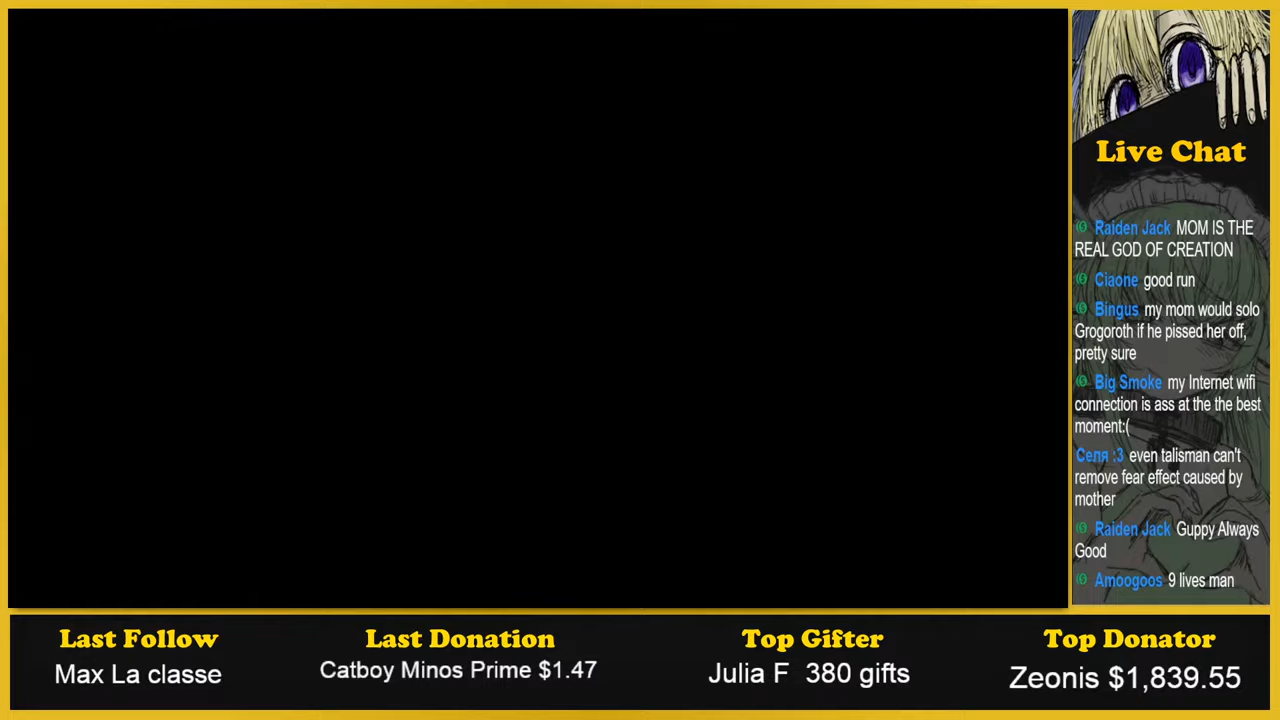 Live Chat
Raiden Jack MOM IS THE
REAL GOD OF CREATION
Ciaone good run
Bingus my mom would solo
Grogoroth if he pissed her off,
pretty sure
Big Smoke my Internet wifi
connection is ass at the the best
moment:(
Селя :3 even talisman can't
remove fear effect caused by
mother
Raiden Jack Guppy Always
Good
Amoogoos 9 lives man
Last Follow
Max La classe
Last Donation
Catboy Minos Prime $1.47
Top Gifter
Julia F 380 gifts
Top Donator
Zeonis $1,839.55